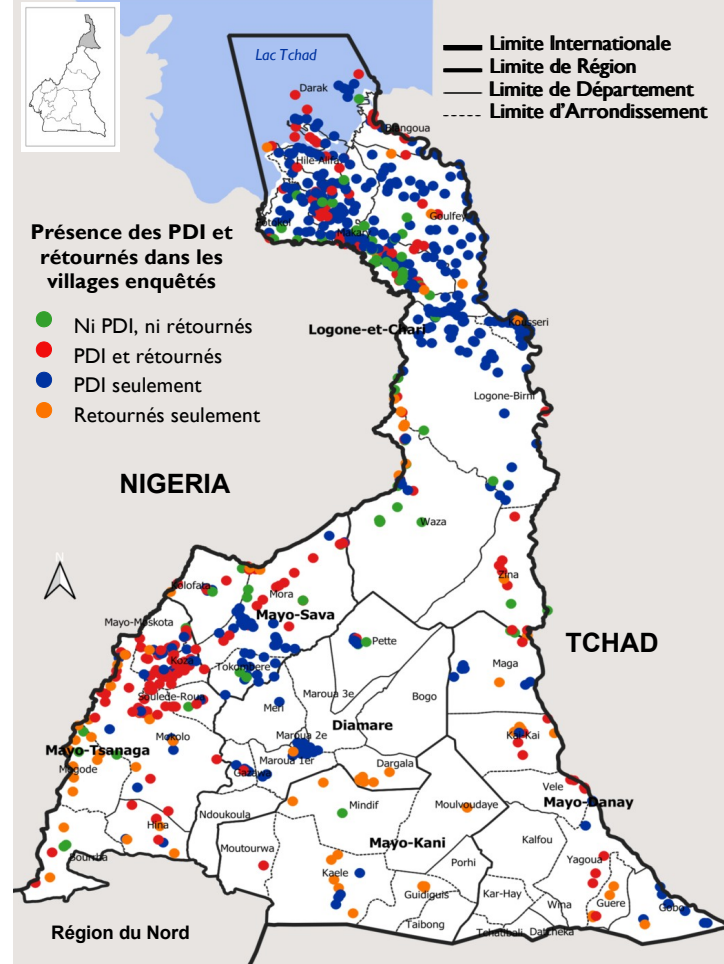 Lac Tchad
Limite Internationale
Limite de Région
Limite de Département
Limite d'Arrondissement
Darak
Blangoua
Hile-Alifa
Fotokol
Makary
Goulfey
Présence des PDI et
rétournés dans les
villages enquêtés
Ni PDI, ni rétournés
PDI et rétournés
PDI seulement
Retournés seulement
Logone-et-Chari
Kousseri
Logone-Birni
NIGERIA
Waza
N
Zina
Kolofata
Mora
Mayo-Sava
Mayo-Moskota
TCHAD
Koza
Tokombere
Pette
Maga
Soulede-Roua
Maroua 3e
Bogo
Meri
Diamare
Mokolo
Maroua 2e
Kai-Kai
Mayo-Tsanaga
Maroua 1er
Dargala
Mogode
Gazawa
Vele
Mayo-Danay
Ndoukoula
Mindif
Moulvoudaye
Hina
Kalfou
Mayo-Kani
Moutourwa
Bourrha
Porhi
Yagoua
Kaele
Guidiguis
Kar-Hay
Wina
Guere
Gobo
Taibong
Tchatibali
Datcheka
Région du Nord